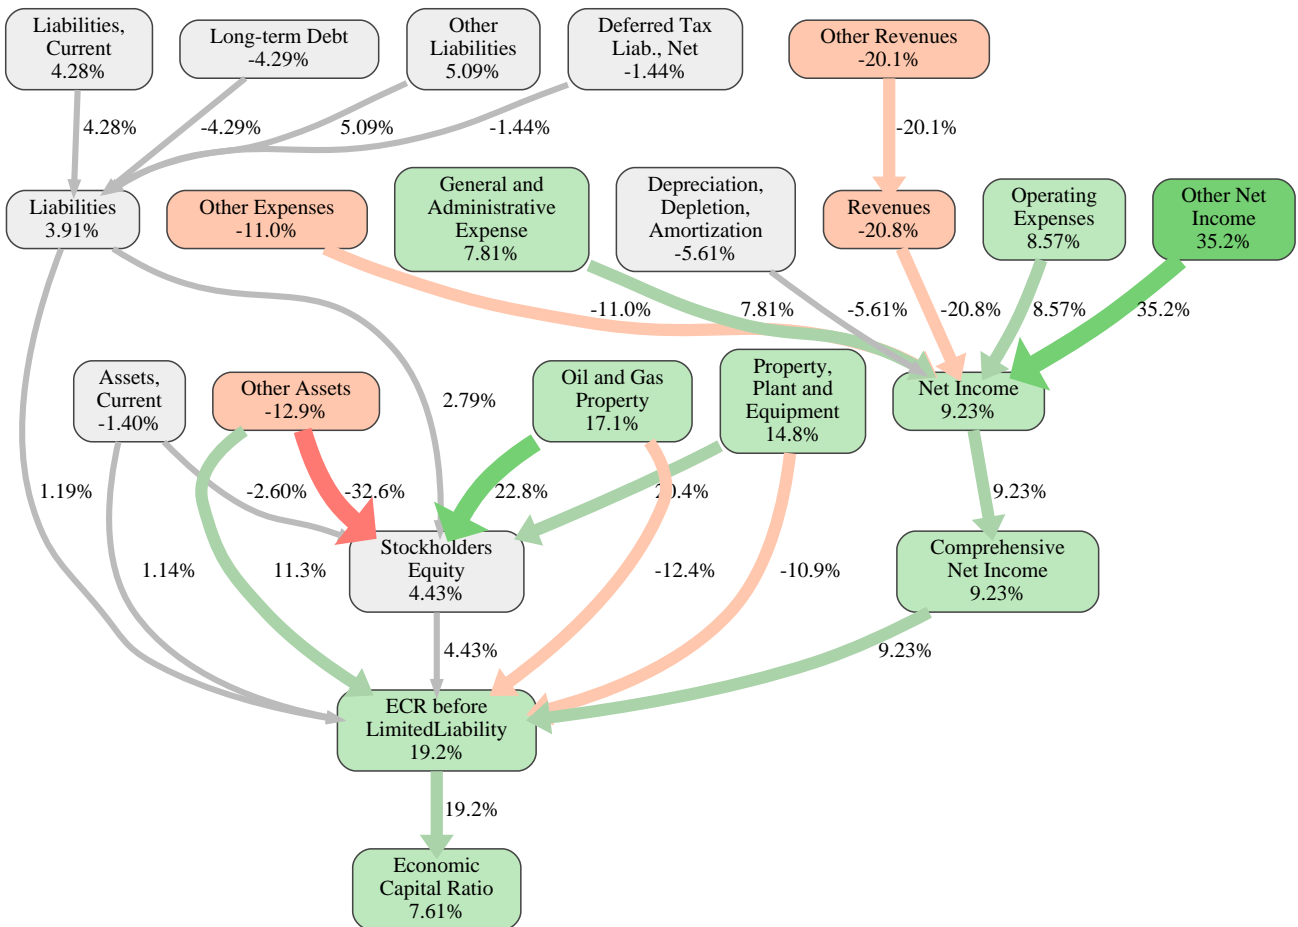 Liabilities,
Current
4.28%
Long-term Debt
-4.29%
Other
Liabilities
5.09%
Deferred Tax
Liab., Net
-1.44%
Other Revenues
-20.1%
4.28%
-4.29%
5.09%
-1.44%
-20.1%
Liabilities
3.91%
Other Expenses
-11.0%
General and
Administrative
Expense
7.81%
Depreciation,
Depletion,
Amortization
-5.61%
Revenues
-20.8%
Operating
Expenses
8.57%
Other Net
Income
35.2%
-11.0%
7.81%
-5.61%
-20.8%
8.57%
35.2%
Assets,
Current
-1.40%
Other Assets
-12.9%
2.79%
Oil and Gas
Property
17.1%
Property,
Plant and
Equipment
14.8%
Net Income
9.23%
1.19%
-2.60%
-32.6%
22.8%
20.4%
9.23%
Stockholders
Equity
4.43%
Comprehensive
Net Income
9.23%
1.14%
11.3%
-12.4%
-10.9%
4.43%
9.23%
ECR before
LimitedLiability
19.2%
19.2%
Economic
Capital Ratio
7.61%